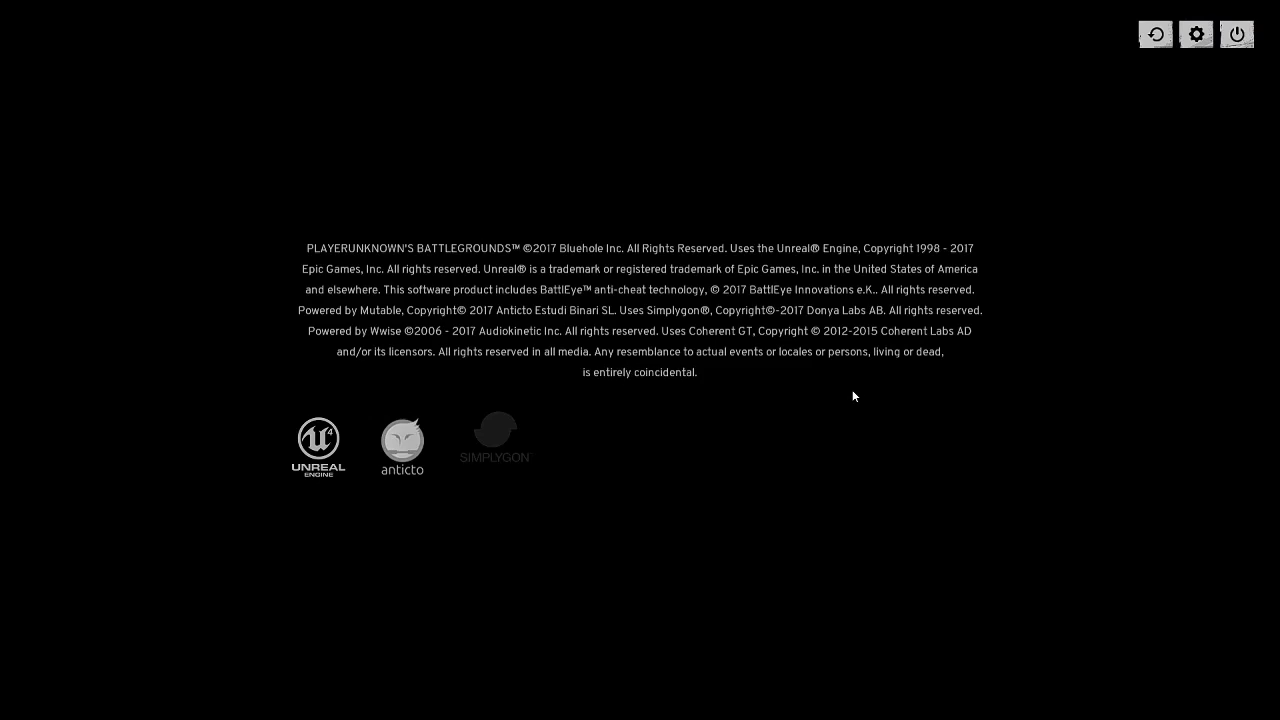 PLAYERUNKNOWN'S BATTLEGROUNDS™ ©2017 Bluehole Inc. All Rights Reserved. Uses the Unreal® Engine, Copyright 1998 - 2017
Epic Games, Inc. All rights reserved. Unreal® is a trademark or registered trademark of Epic Games, Inc. in the United States of America
and elsewhere. This software product includes BattlEye™ anti-cheat technology, © 2017 BattlEye Innovations e.K.. All rights reserved.
Powered by Mutable, Copyright© 2017 Anticto Estudi Binari SL. Uses Simplygon®, Copyright©-2017 Donya Labs AB. All rights reserved.
Powered by Wwise ©2006 - 2017 Audiokinetic Inc. All rights reserved. Uses Coherent GT, Copyright © 2012-2015 Coherent Labs AD
and/or its licensors. All rights reserved in all media. Any resemblance to actual events or locales or persons, living or dead,
is entirely coincidental.
U4
UNREAL
ENGINE
anticto
SIMPLYGON